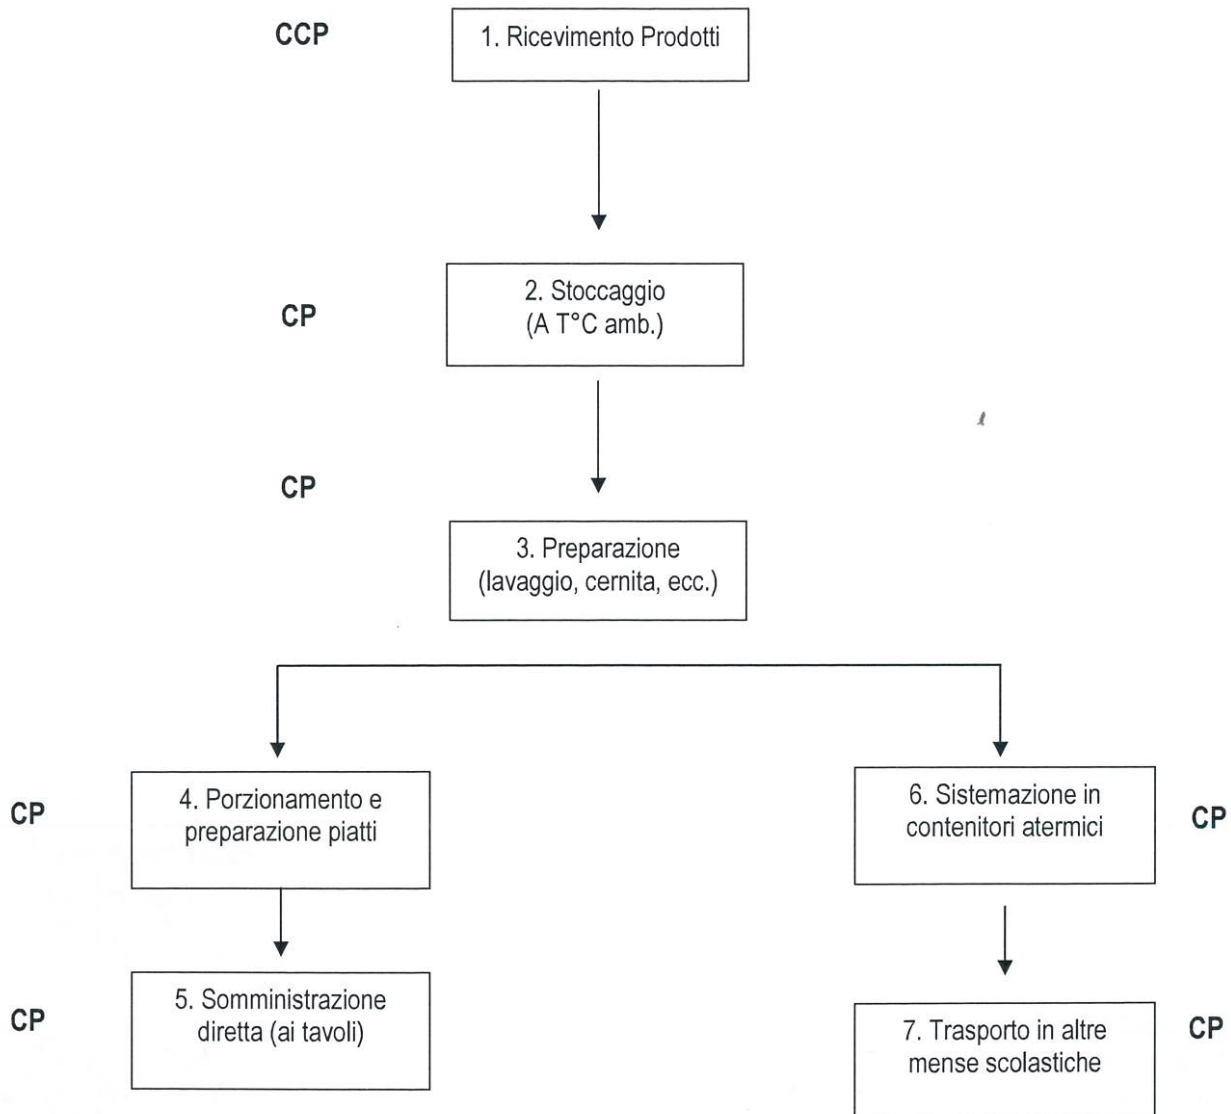 CCP
1. Ricevimento Prodotti
CP
2. Stoccaggio
(A T°C amb.)
CP
3. Preparazione
(lavaggio, cernita, ecc.)
CP
4. Porzionamento e
preparazione piatti
6. Sistemazione in
contenitori atermici
CP
CP
5. Somministrazione
diretta (ai tavoli)
7. Trasporto in altre
mense scolastiche
CP